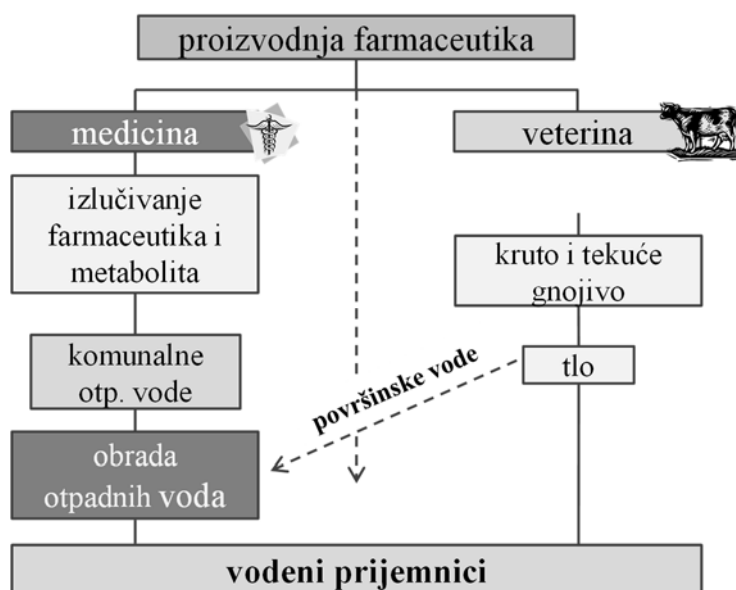 proizvodnja farmaceutika
medicina
veterina
izlučivanje
farmaceutika i
metabolita
kruto i tekuće
gnojivo
komunalne
otp. vode
površinske vode
tlo
obrada
otpadnih voda
vodeni prijemnici